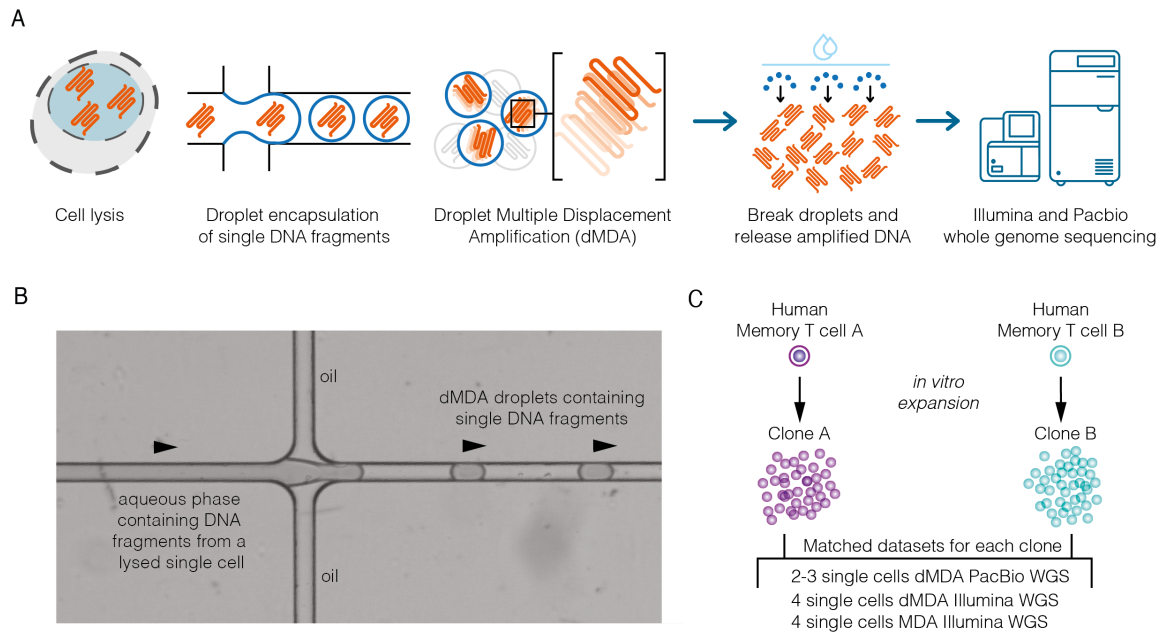 A
Cell lysis
Droplet encapsulation
of single DNA fragments
Droplet Multiple Displacement
Amplification (dMDA)
Break droplets and
release amplified DNA
Illumina and Pacbio
whole genome sequencing
B
oil
dMDA droplets containing
single DNA fragments
aqueous phase
containing DNA
fragments from a
lysed single cell
oil
C
Human
Memory T cell A
Human
Memory T cell B
in vitro
expansion
Clone A
Clone B
Matched datasets for each clone
2-3 single cells dMDA PacBio WGS
4 single cells dMDA Illumina WGS
4 single cells MDA Illumina WGS